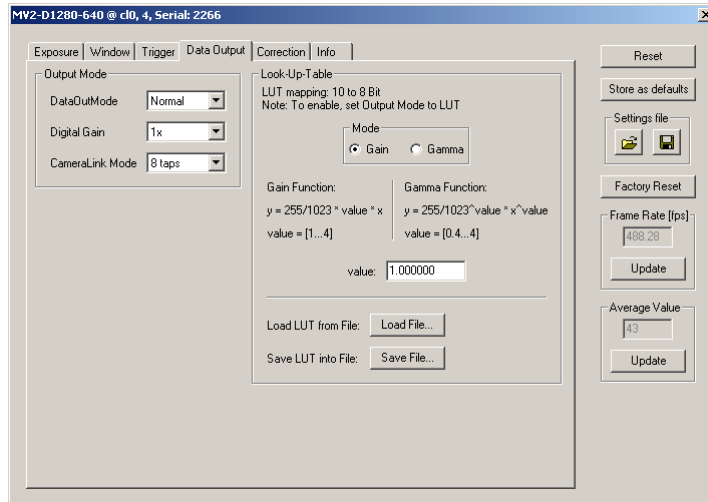 MV2-D1280-640 @ cl0, 4, Serial: 2266
Exposure Window Trigger Data Output Correction Info
Output Mode
DataOutMode Normal
Digital Gain 1x
CameraLink Mode 8 taps
Look-Up-Table
LUT mapping: 10 to 8 Bit
Note: To enable, set Output Mode to LUT
Mode
Gain Gamma
Gain Function:
y = 255/1023 * value * x
value = [1...4]
Gamma Function:
y = 255/1023^value * x^value
value = [0.4...4]
value: 1.000000
Load LUT from File: Load File...
Save LUT into File: Save File...
Reset
Store as defaults
Settings file
Factory Reset
Frame Rate [fps]
488.28
Update
Average Value
43
Update